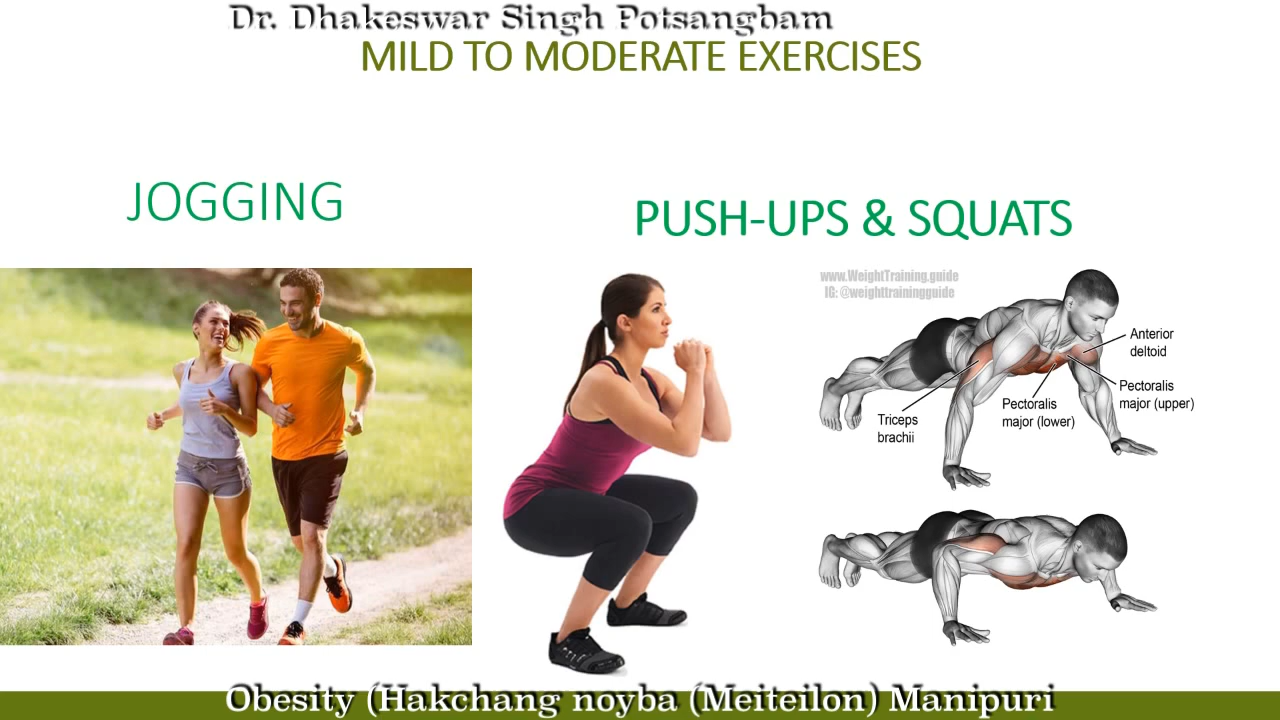 Dr. Dhakeswar Singh Potsangbam
MILD TO MODERATE EXERCISES
JOGGING
PUSH-UPS & SQUATS
www.WeightTraining.guide
IG: @weighttrainingguide
Anterior
deltoid
Pectoralis
major (upper)
Pectoralis
major (lower)
Triceps
brachii
Obesity (Hakchang noyba (Meiteilon) Manipuri